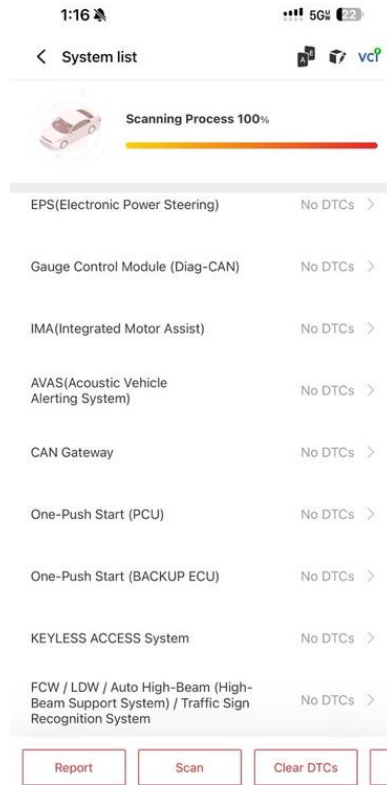 1:16
5G 22
System list
VCI
Scanning Process 100%
EPS(Electronic Power Steering) No DTCs
Gauge Control Module (Diag-CAN) No DTCs
IMA(Integrated Motor Assist) No DTCs
AVAS(Acoustic Vehicle
Alerting System) No DTCs
CAN Gateway No DTCs
One-Push Start (PCU) No DTCs
One-Push Start (BACKUP ECU) No DTCs
KEYLESS ACCESS System No DTCs
FCW / LDW / Auto High-Beam (High-
Beam Support System) / Traffic Sign No DTCs
Recognition System
Report Scan Clear DTCs